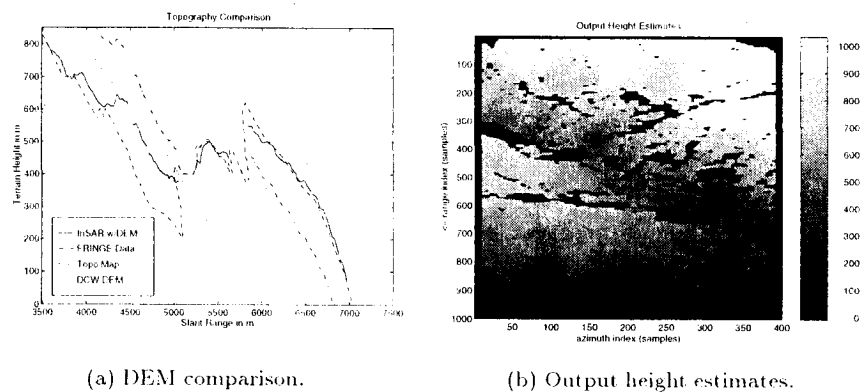 Topography Comparison
800
700
600
500
400
300
200
100
0
Terrain Height in m
InSAR w/DEM
FRINGE Data
Topo Map
DCW DEM
3500 4000 4500 5000 5500 6000 6500 7000 7500
Slant Range in m
(a) DEM comparison.
Output Height Estimates
100
200
300
400
500
600
700
800
900
1000
<- range index (samples)
50 100 150 200 250 300 350 400
azimuth index (samples)
1000
900
800
700
600
500
400
300
200
100
0
(b) Output height estimates.